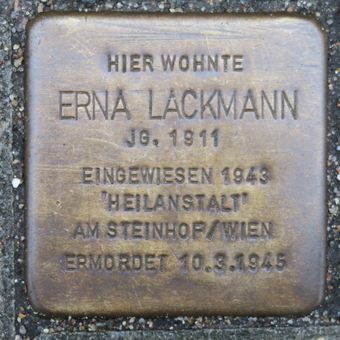 HIER WOHNTE
ERNA LACKMANN
JG. 1911
EINGEWIESEN 1943
'HEILANSTALT'
AM STEINHOF/WIEN
ERMORDET 10.3.1945